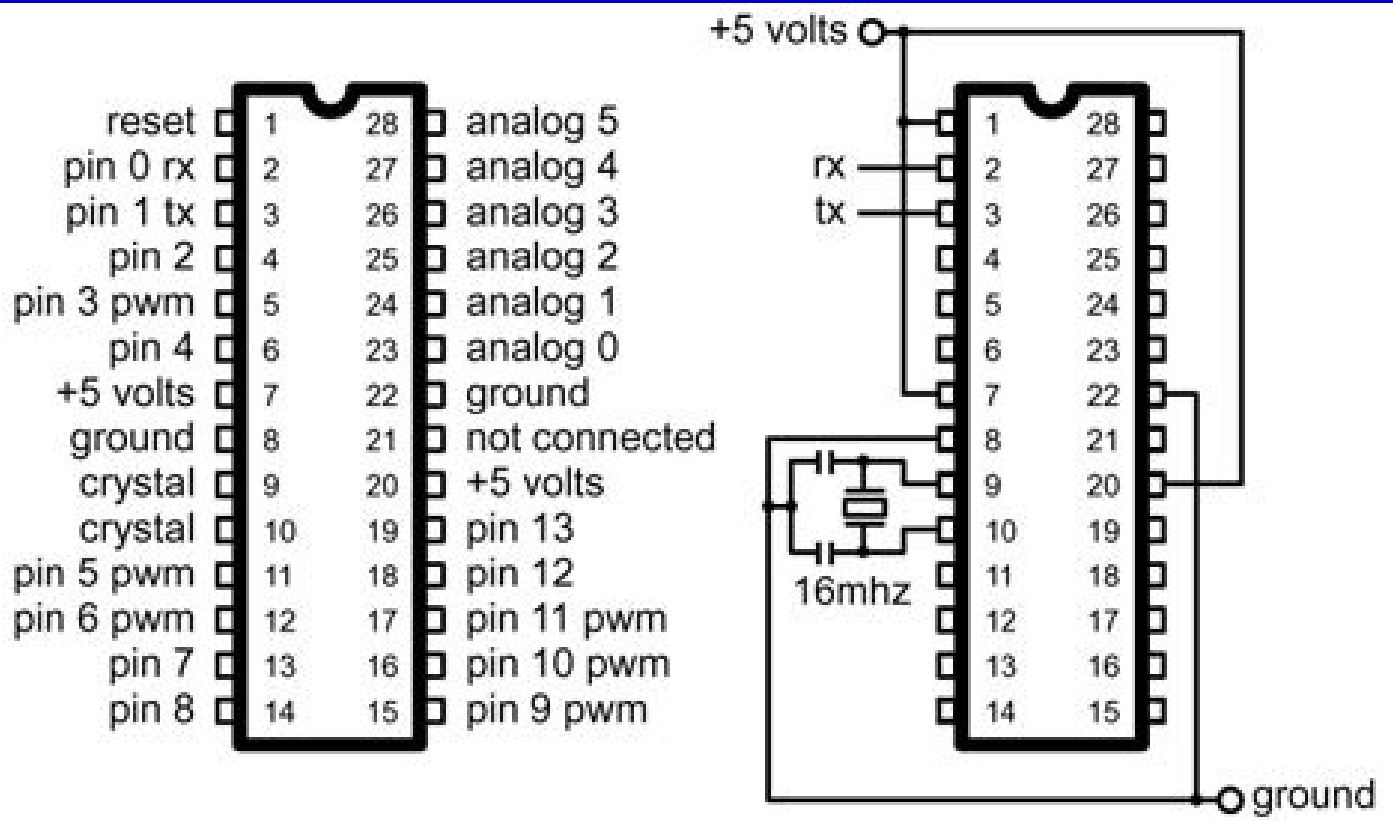 +5 volts
reset 1 28 analog 5
pin 0 rx 2 27 analog 4
pin 1 tx 3 26 analog 3
pin 2 4 25 analog 2
pin 3 pwm 5 24 analog 1
pin 4 6 23 analog 0
+5 volts 7 22 ground
ground 8 21 not connected
crystal 9 20 +5 volts
crystal 10 19 pin 13
pin 5 pwm 11 18 pin 12
pin 6 pwm 12 17 pin 11 pwm
pin 7 13 16 pin 10 pwm
pin 8 14 15 pin 9 pwm
1 28
rx 2 27
tx 3 26
4 25
5 24
6 23
7 22
8 21
9 20
10 19
11 18
16mhz
12 17
13 16
14 15
ground